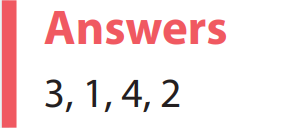 Answers
3, 1, 4, 2